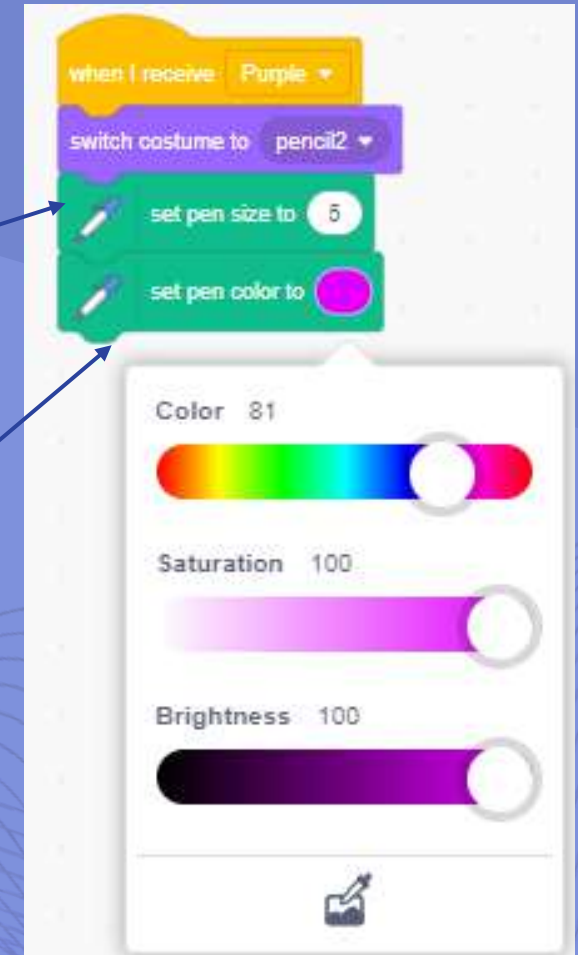 when I receive Purple
switch costume to pencil2
set pen size to 5
set pen color to
Color 81
Saturation 100
Brightness 100